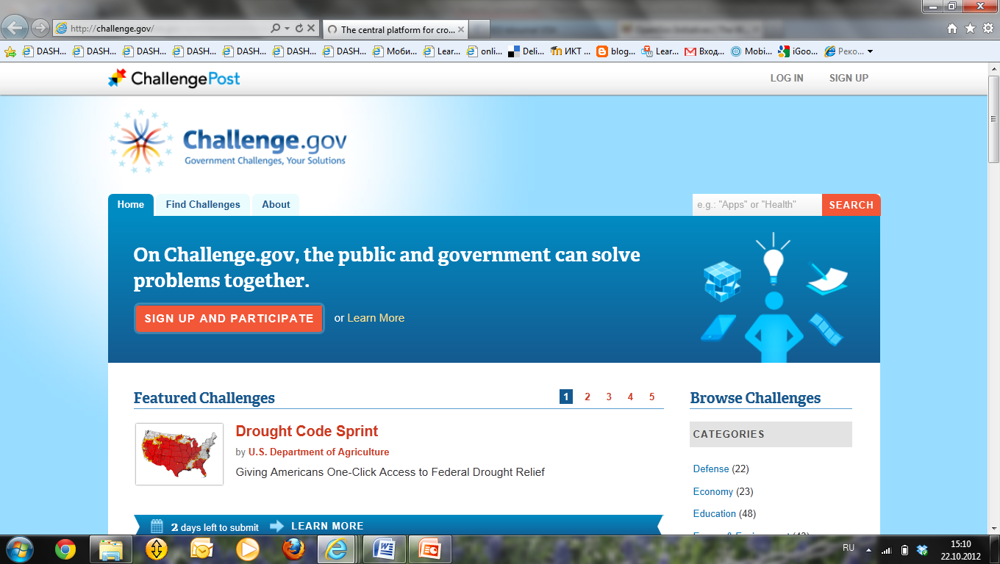 http://challenge.gov/
The central platform for cro...
DASH... DASH... DASH... DASH... DASH... DASH... DASH... Моби... Lear... onli... Deli... ИКТ ... blog... Lear... Вход... Mobi... iGoo... Реко...
ChallengePost
LOG IN SIGN UP
Challenge.gov
Government Challenges, Your Solutions
Home Find Challenges About
e.g.: "Apps" or "Health" SEARCH
On Challenge.gov, the public and government can solve
problems together.
SIGN UP AND PARTICIPATE or Learn More
Featured Challenges 1 2 3 4 5
Drought Code Sprint
by U.S. Department of Agriculture
Giving Americans One-Click Access to Federal Drought Relief
2 days left to submit LEARN MORE
Browse Challenges
CATEGORIES
Defense (22)
Economy (23)
Education (48)
RU
15:10
22.10.2012